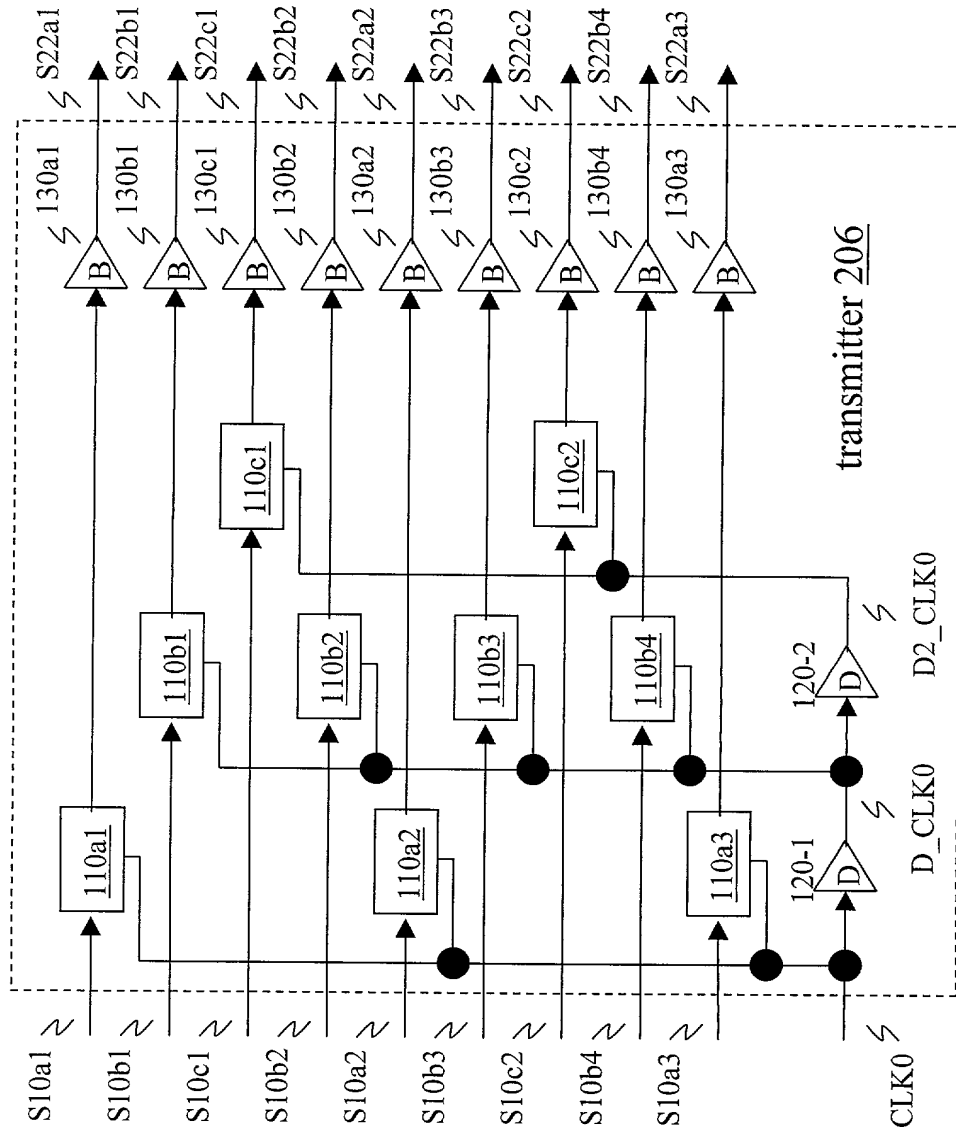 S10a1
S10b1
S10c1
S10b2
S10a2
S10b3
S10c2
S10b4
S10a3
CLK0
110a1
110b1
110c1
110b2
110a2
110b3
110c2
110b4
110a3
120-1
D
D_CLK0
120-2
D
D2_CLK0
B
B
B
B
B
B
B
B
B
130a1
130b1
130c1
130b2
130a2
130b3
130c2
130b4
130a3
S22a1
S22b1
S22c1
S22b2
S22a2
S22b3
S22c2
S22b4
S22a3
transmitter 206